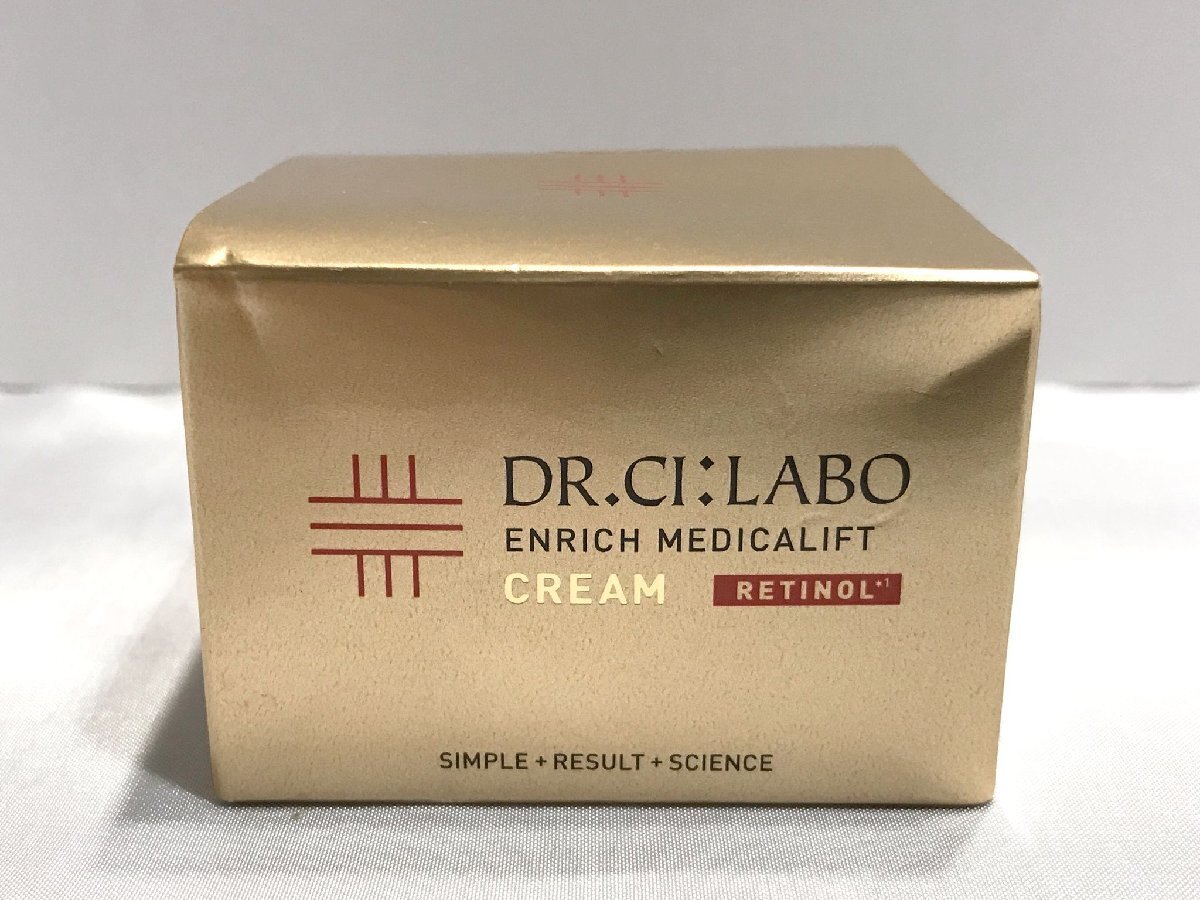 DR.CI:LABO
ENRICH MEDICALIFT
CREAM RETINOL*1
SIMPLE + RESULT + SCIENCE